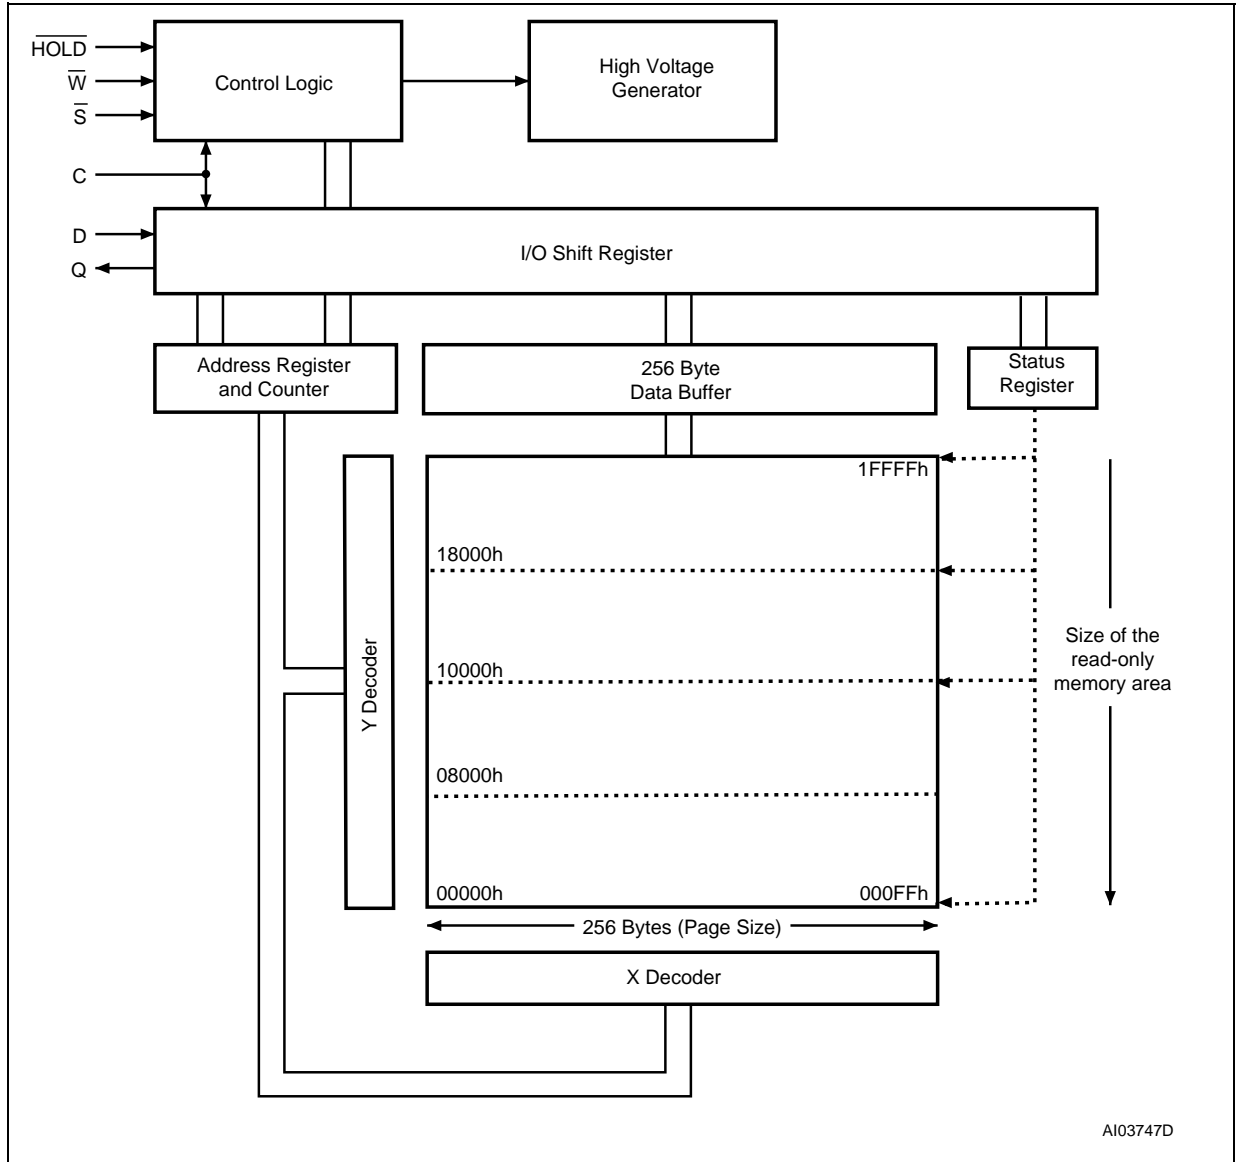 HOLD
W
S
C
D
Q
Control Logic
High Voltage
Generator
I/O Shift Register
Address Register
and Counter
256 Byte
Data Buffer
Status
Register
1FFFFh
18000h
10000h
08000h
00000h
000FFh
Y Decoder
Size of the
read-only
memory area
256 Bytes (Page Size)
X Decoder
AI03747D